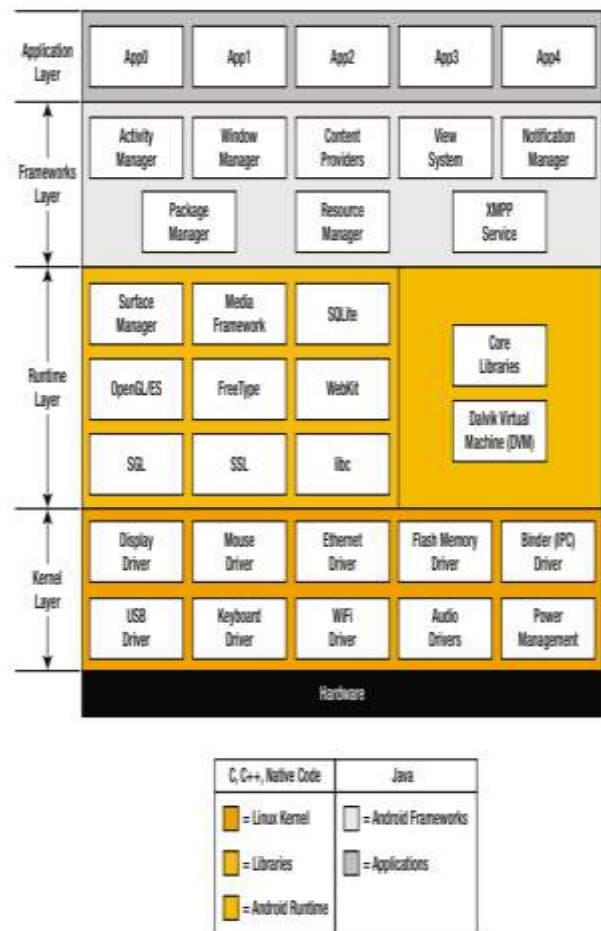 Application
Layer
App0
App1
App2
App3
App4
Frameworks
Layer
Activity
Manager
Window
Manager
Content
Providers
View
System
Notification
Manager
Package
Manager
Resource
Manager
XMPP
Service
Runtime
Layer
Surface
Manager
Media
Framework
SQLite
OpenGL/ES
FreeType
WebKit
SGL
SSL
libc
Core
Libraries
Dalvik Virtual
Machine (DVM)
Kernel
Layer
Display
Driver
Mouse
Driver
Ethernet
Driver
Flash Memory
Driver
Binder (IPC)
Driver
USB
Driver
Keyboard
Driver
WiFi
Driver
Audio
Drivers
Power
Management
Hardware
C, C++, Native Code
Java
= Linux Kernel
= Android Frameworks
= Libraries
= Applications
= Android Runtime